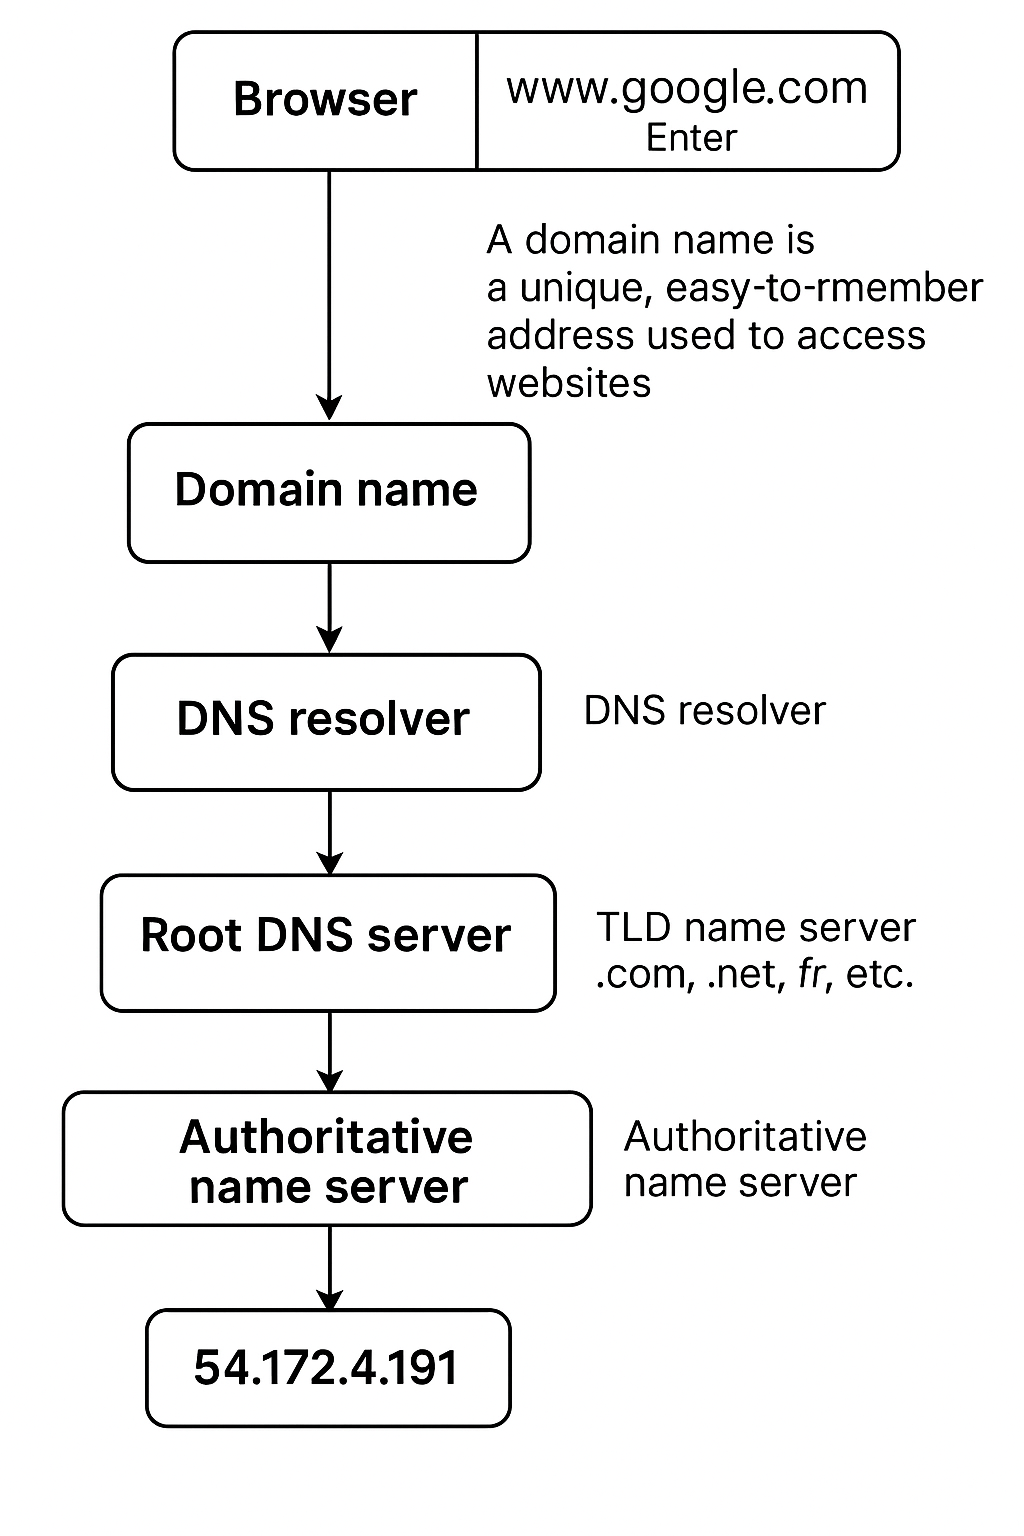 Browser
www.google.com
Enter
A domain name is
a unique, easy-to-rmember
address used to access
websites
Domain name
DNS resolver
DNS resolver
Root DNS server
TLD name server
.com, .net, fr, etc.
Authoritative
name server
Authoritative
name server
54.172.4.191